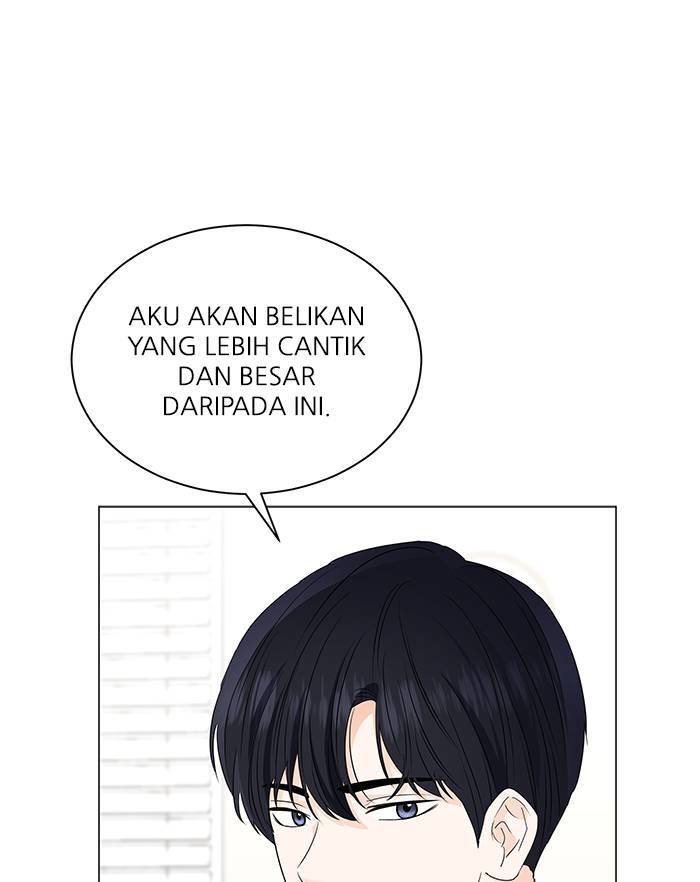 AKU AKAN BELIKAN
YANG LEBIH CANTIK
DAN BESAR
DARIPADA INI.